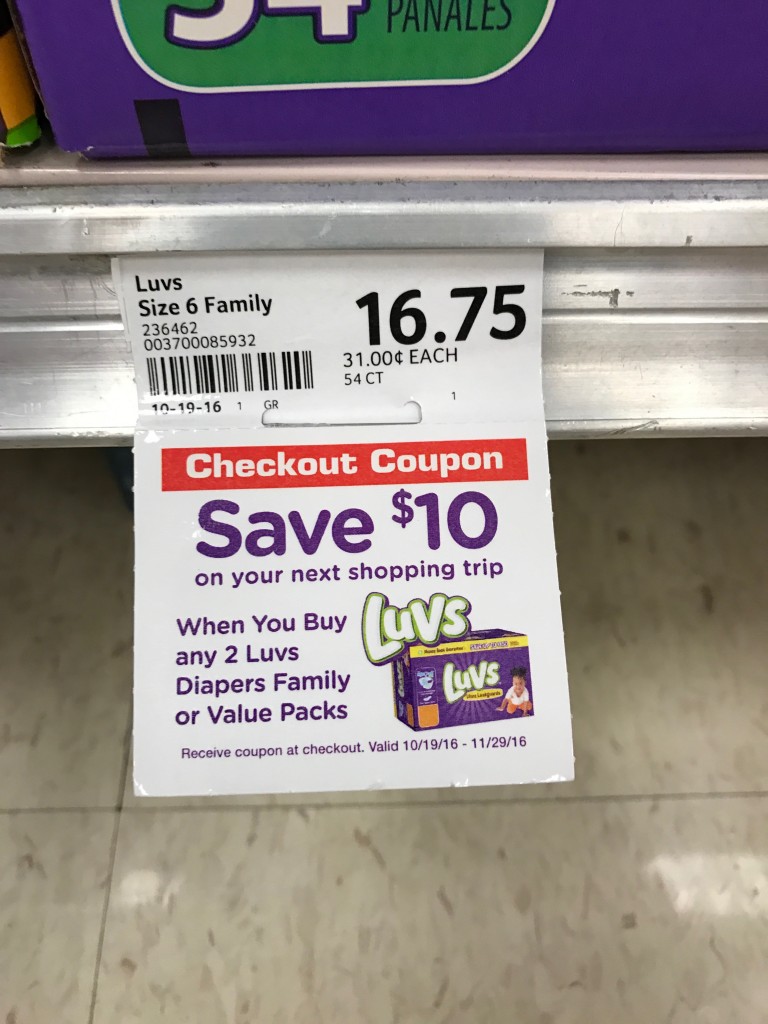 54
PANALES
Luvs
Size 6 Family
236462
003700085932
16.75
31.00¢ EACH
54 CT
10-19-16 1 GR 1
Checkout Coupon
Save $10
on your next shopping trip
When You Buy
any 2 Luvs
Diapers Family
or Value Packs
Luvs
Luvs
Receive coupon at checkout. Valid 10/19/16 - 11/29/16